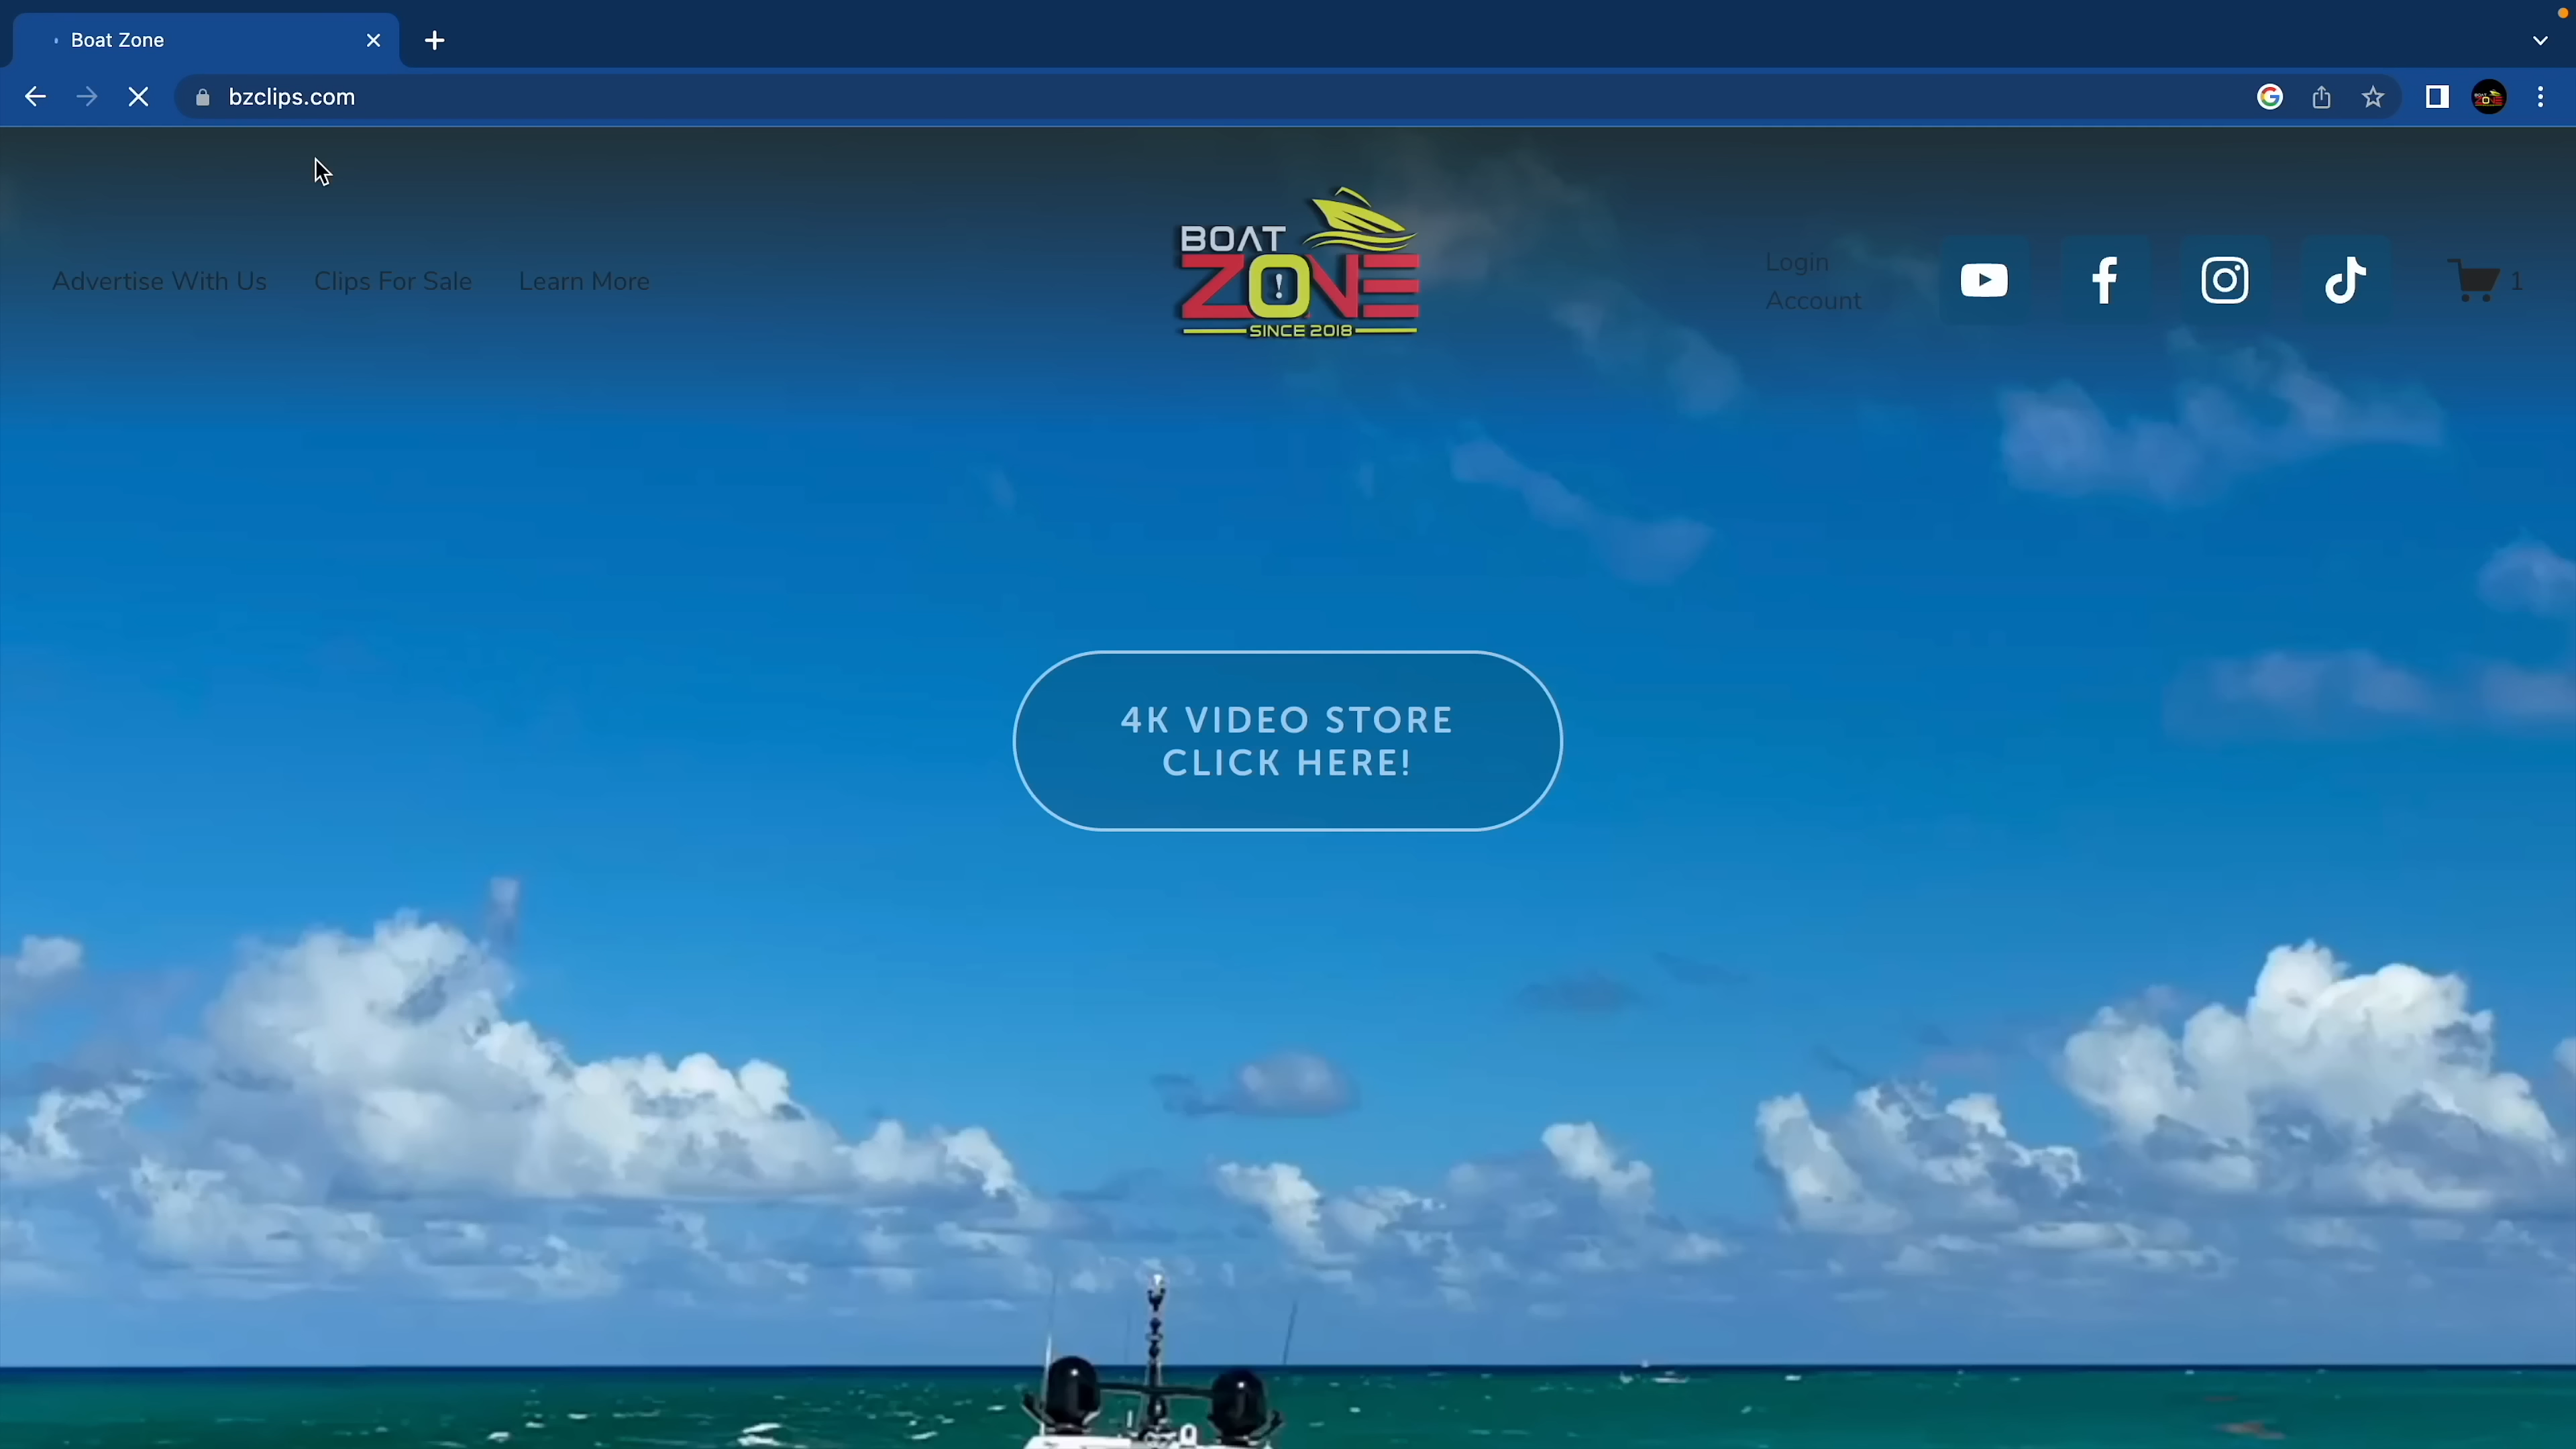 Boat Zone
bzclips.com
BOAT
ZONE
!
SINCE 2018
Advertise With Us
Clips For Sale
Learn More
Login
Account
1
4K VIDEO STORE
CLICK HERE!